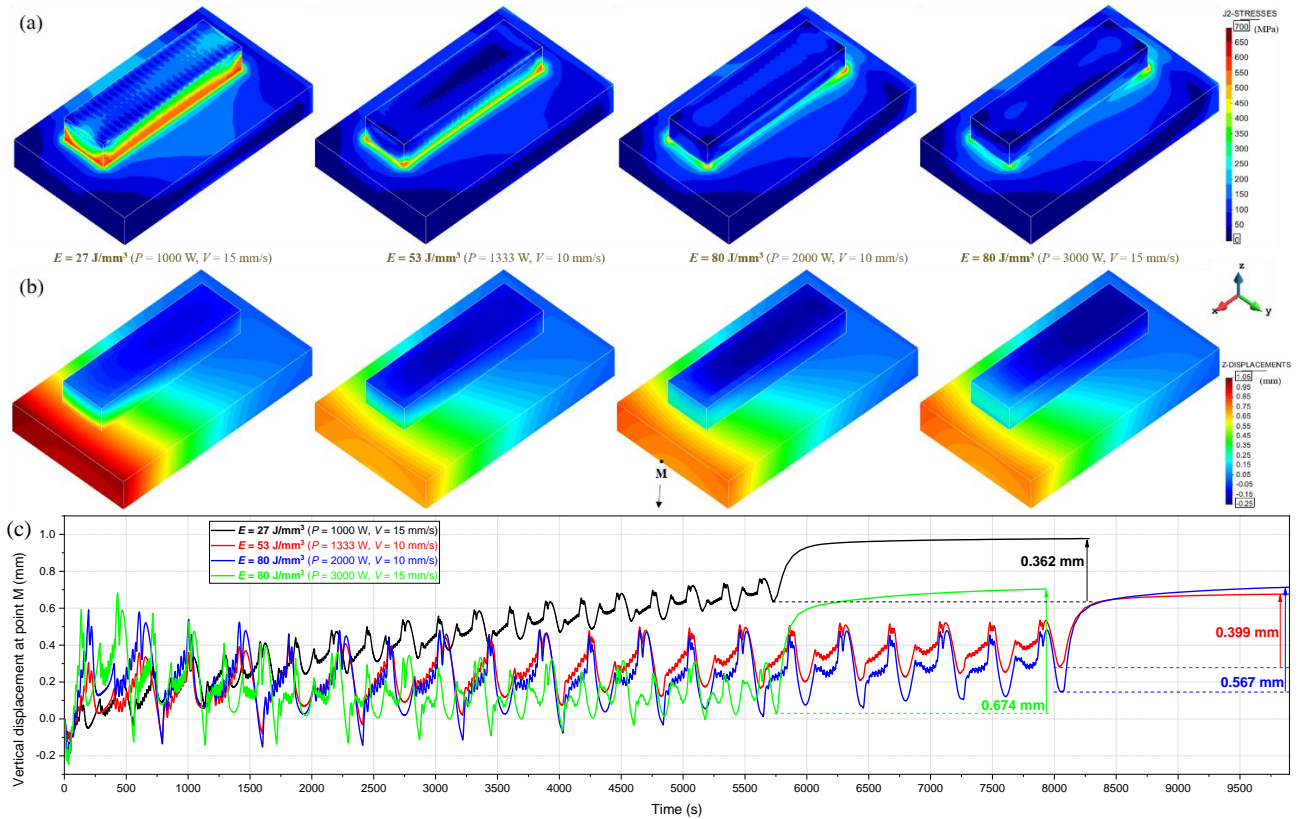 (a)
J2-STRESSES
(MPa)
700
650
600
550
500
450
400
350
300
250
200
150
100
50
0
E = 27 J/mm³ (P = 1000 W, V = 15 mm/s)
E = 53 J/mm³ (P = 1333 W, V = 10 mm/s)
E = 80 J/mm³ (P = 2000 W, V = 10 mm/s)
E = 80 J/mm³ (P = 3000 W, V = 15 mm/s)
(b)
z
x
y
Z-DISPLACEMENTS
(mm)
1.05
0.95
0.85
0.75
0.65
0.55
0.45
0.35
0.25
0.15
0.05
-0.05
-0.15
-0.25
M
(c)
E = 27 J/mm³ (P = 1000 W, V = 15 mm/s)
E = 53 J/mm³ (P = 1333 W, V = 10 mm/s)
E = 80 J/mm³ (P = 2000 W, V = 10 mm/s)
E = 80 J/mm³ (P = 3000 W, V = 15 mm/s)
0.362 mm
0.399 mm
0.567 mm
0.674 mm
Vertical displacement at point M (mm)
1.0
0.8
0.6
0.4
0.2
0.0
-0.2
0 500 1000 1500 2000 2500 3000 3500 4000 4500 5000 5500 6000 6500 7000 7500 8000 8500 9000 9500
Time (s)